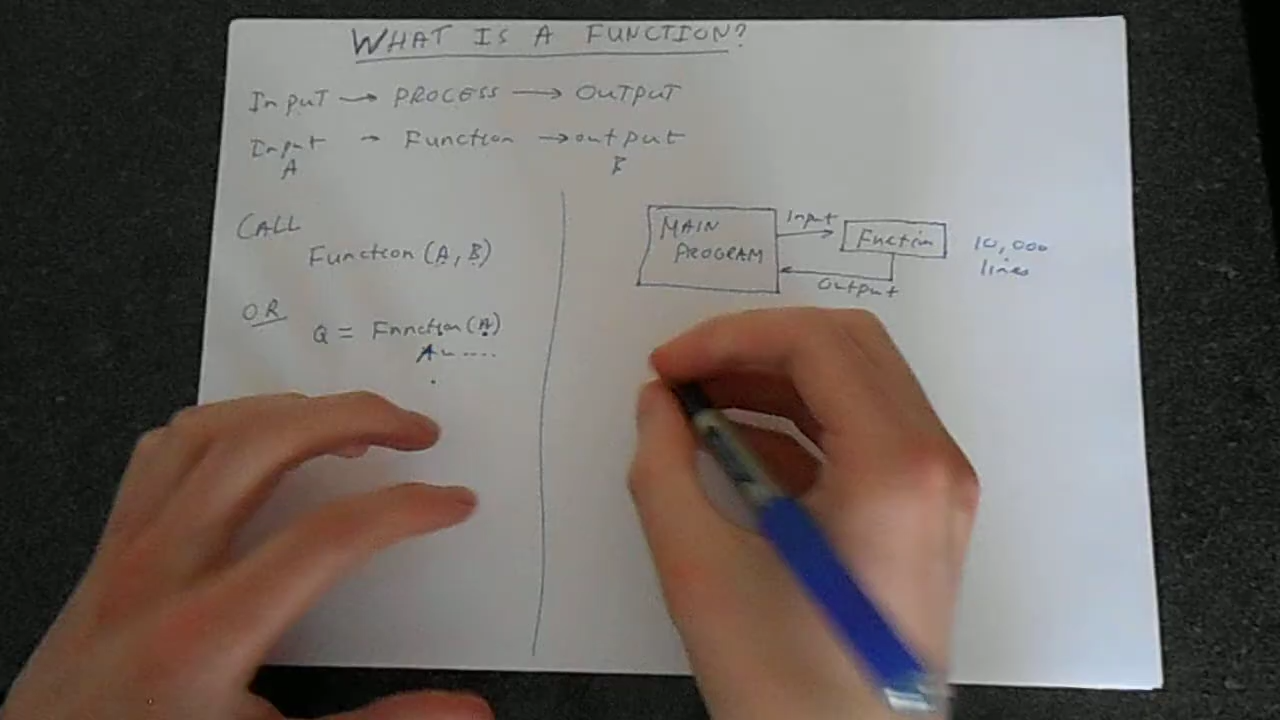 WHAT IS A FUNCTION?
InpuT → PROCESS → OUTPUT
Input → Function → output
A B
CALL
Function (A, B)
OR
Q = Function (A)
MAIN
PROGRAM
Input
Function
Output
10,000
lines